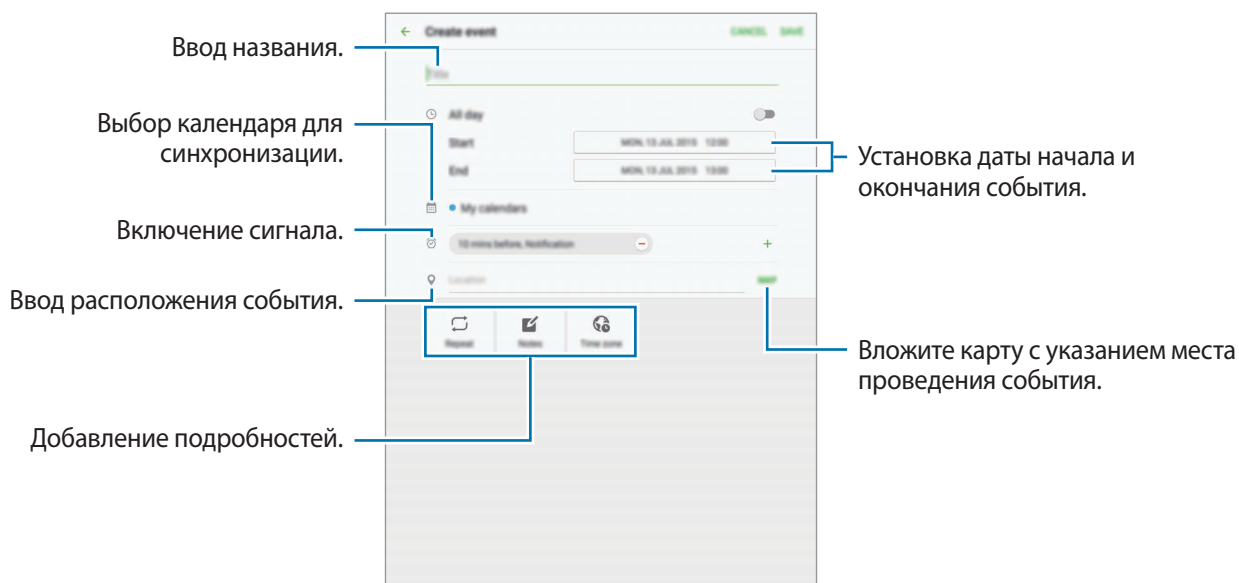 Create event
CANCEL SAVE
Ввод названия.
Title
Выбор календаря для
синхронизации.
All day
Start
MON, 13 JUL 2015 12:00
End
MON, 13 JUL 2015 13:00
Установка даты начала и
окончания события.
My calendars
Включение сигнала.
10 mins before, Notification
Ввод расположения события.
Location
MAP
Repeat
Notes
Time zone
Вложите карту с указанием места
проведения события.
Добавление подробностей.